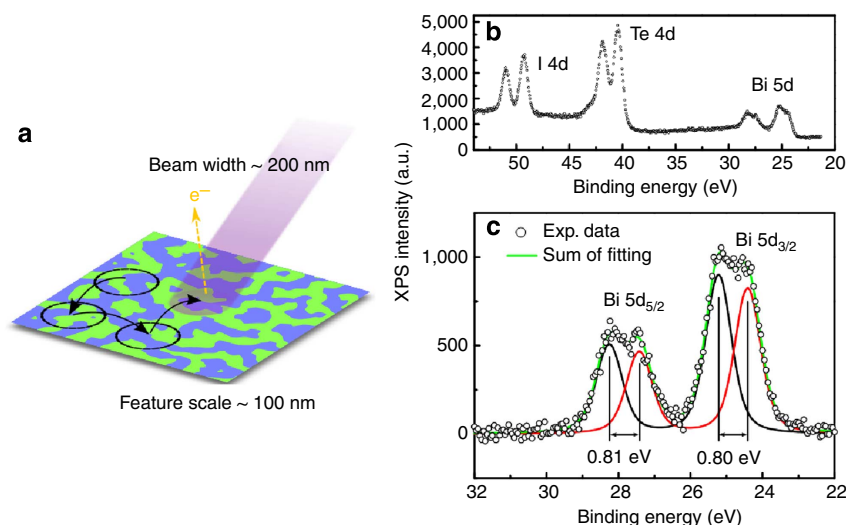 a
Beam width ~ 200 nm
e⁻
Feature scale ~ 100 nm
XPS intensity (a.u.)
b
5,000
4,000
3,000
2,000
1,000
I 4d
Te 4d
Bi 5d
50 45 40 35 30 25 20
Binding energy (eV)
c
Exp. data
Sum of fitting
1,000
500
0
Bi 5d5/2
Bi 5d3/2
0.81 eV
0.80 eV
32 30 28 26 24 22
Binding energy (eV)